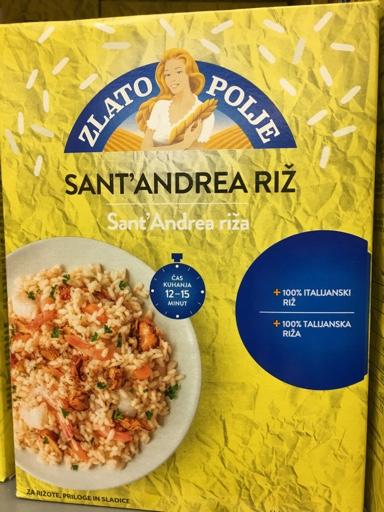 ZLATO POLJE
SANT'ANDREA RIŽ
Sant'Andrea riža
ČAS
KUHANJA
12–15
MINUT
+ 100% ITALIJANSKI
RIŽ
+ 100% TALIJANSKA
RIŽA
ZA RIŽOTE, PRILOGE IN SLADICE